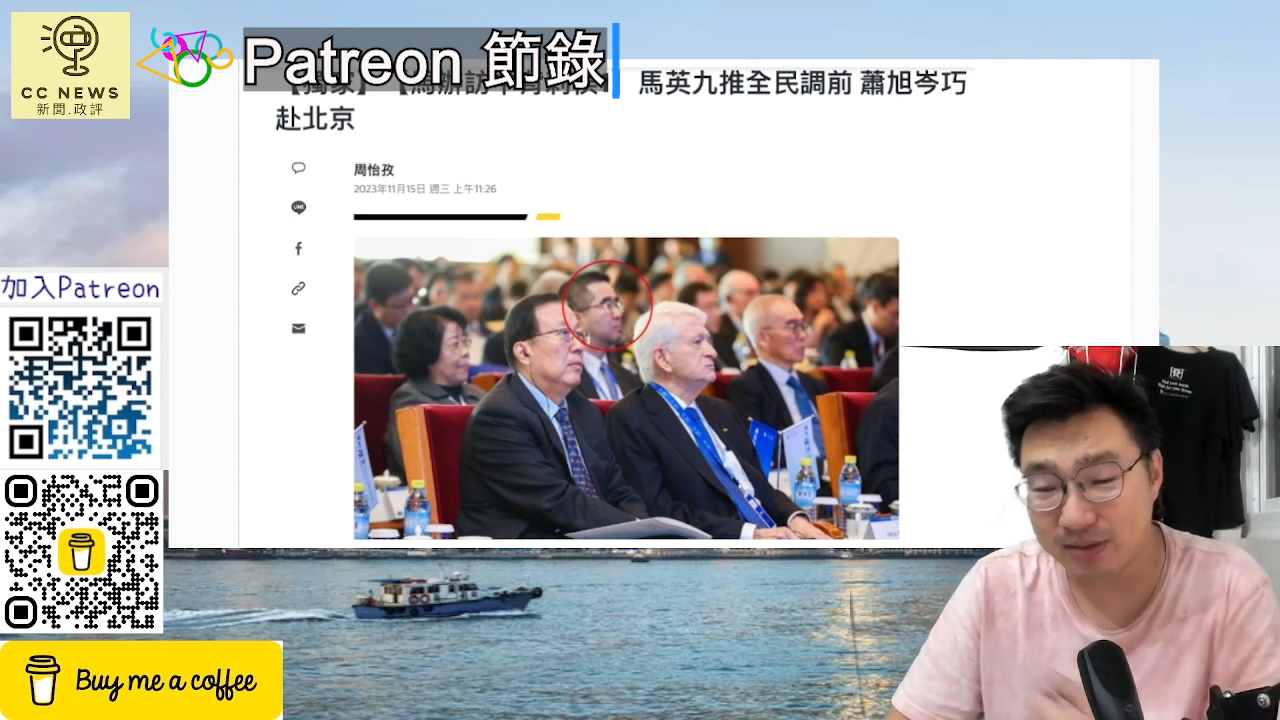 CC NEWS
新聞.政評
Patreon 節錄
馬英九推全民調前 蕭旭岑巧
赴北京
周怡孜
2023年11月15日 週三 上午11:26
LINE
加入Patreon
Buy me a coffee